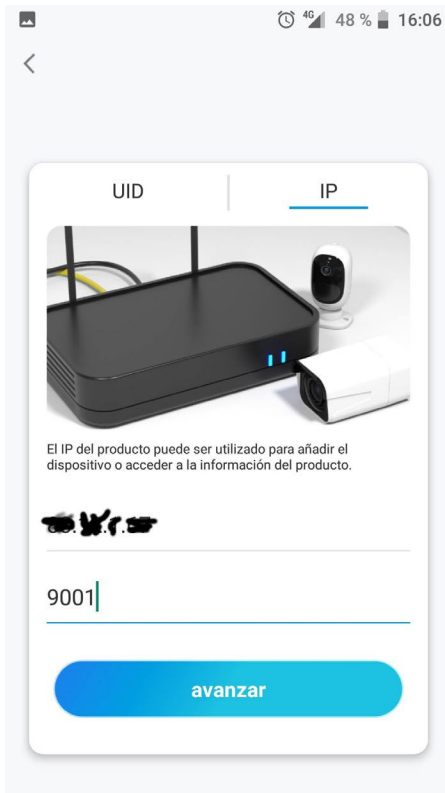 4G 48 % 16:06
UID IP
El IP del producto puede ser utilizado para añadir el
dispositivo o acceder a la información del producto.
9001
avanzar